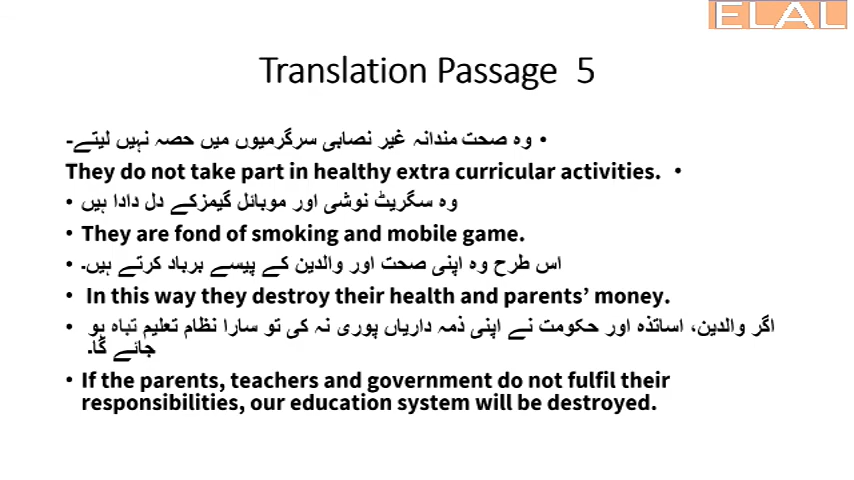 ELAL
Translation Passage 5
• وہ صحت مندانہ غیر نصابی سرگرمیوں میں حصہ نہیں لیتے۔
They do not take part in healthy extra curricular activities. •
• وہ سگریٹ نوشی اور موبائل گیمزکے دل دادا ہیں
• They are fond of smoking and mobile game.
• اس طرح وہ اپنی صحت اور والدین کے پیسے برباد کرتے ہیں۔
• In this way they destroy their health and parents’ money.
• اگر والدین، اساتذہ اور حکومت نے اپنی ذمہ داریاں پوری نہ کی تو سارا نظام تعلیم تباہ ہو
جائے گا۔
• If the parents, teachers and government do not fulfil their
responsibilities, our education system will be destroyed.